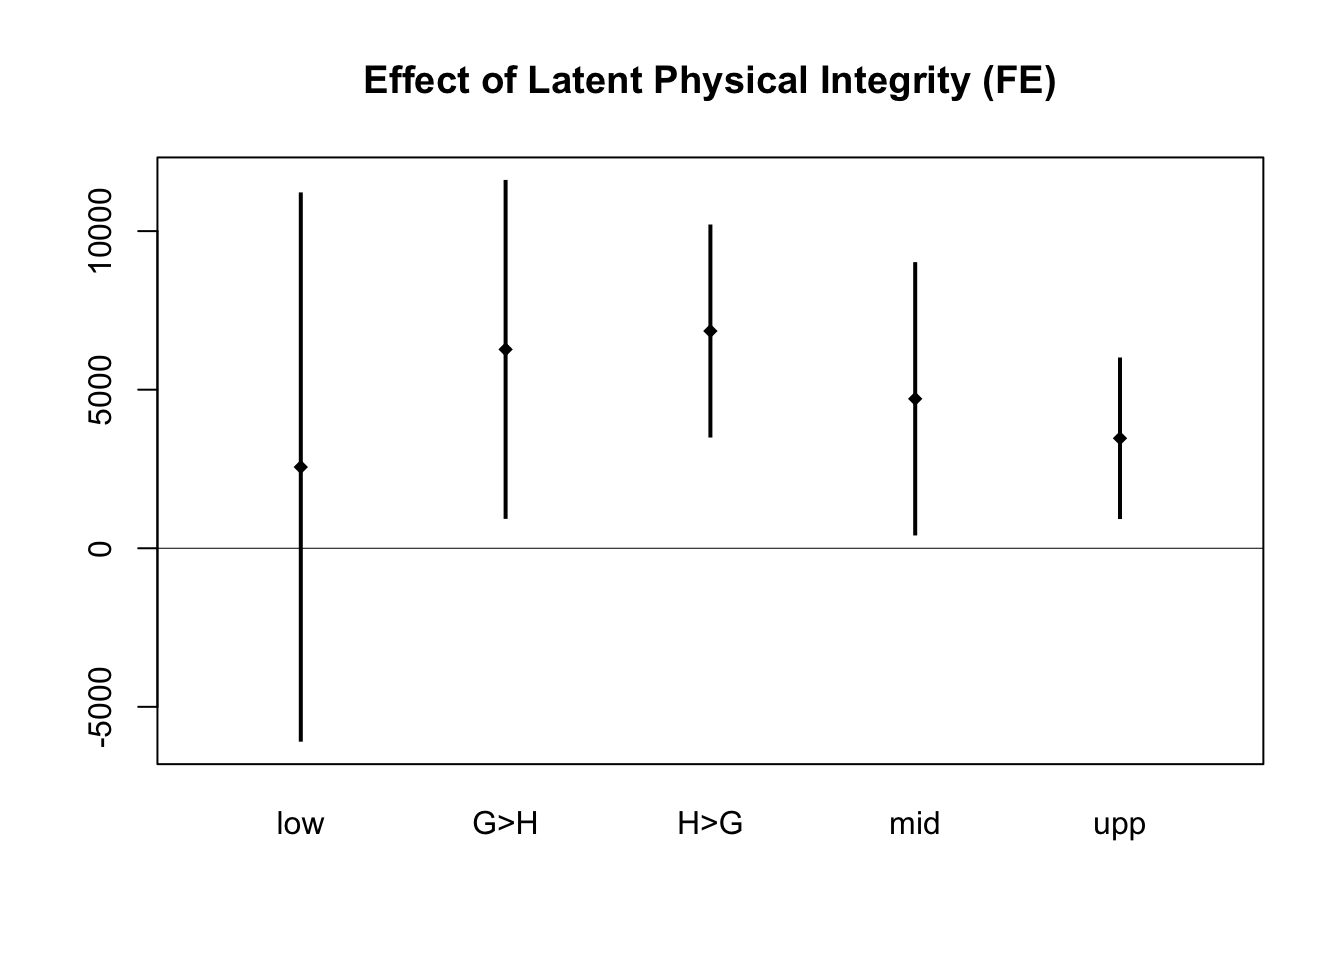 Effect of Latent Physical Integrity (FE)
10000
5000
0
-5000
low G>H H>G mid upp